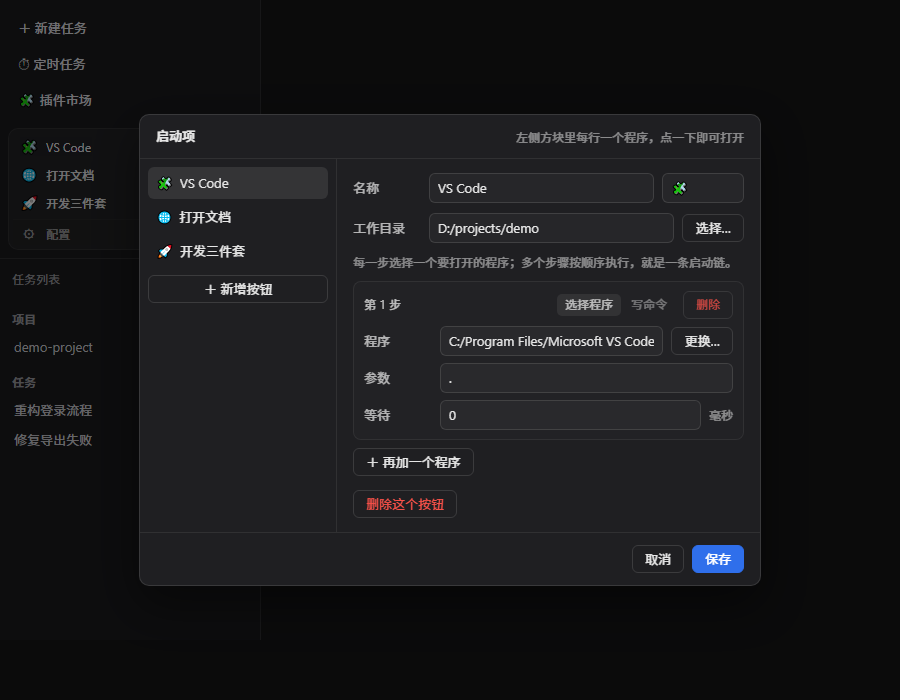 新建任务
定时任务
插件市场
VS Code
打开文档
开发三件套
配置
任务列表
项目
demo-project
任务
重构登录流程
修复导出失败
启动项
左侧方块里每行一个程序，点一下即可打开
VS Code
打开文档
开发三件套
+ 新增按钮
名称
VS Code
工作目录
D:/projects/demo
选择...
每一步选择一个要打开的程序；多个步骤按顺序执行，就是一条启动链。
第 1 步
选择程序
写命令
删除
程序
C:/Program Files/Microsoft VS Code
更换...
参数
.
等待
0
毫秒
+ 再加一个程序
删除这个按钮
取消
保存